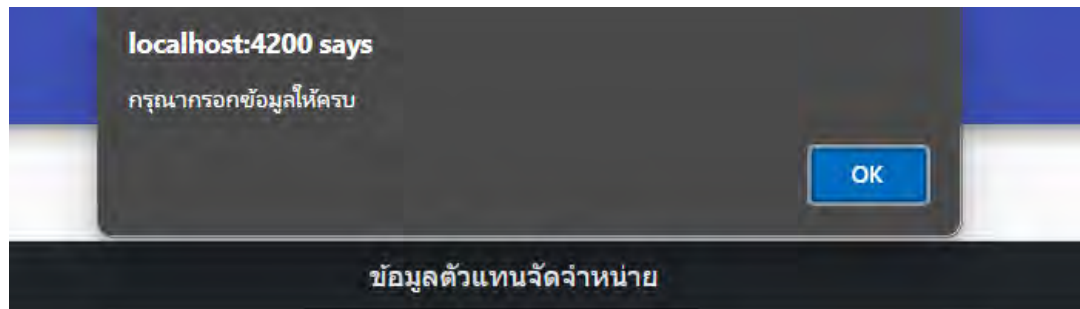 localhost:4200 says
กรุณากรอกข้อมูลให้ครบ
OK
ข้อมูลตัวแทนจัดจำหน่าย